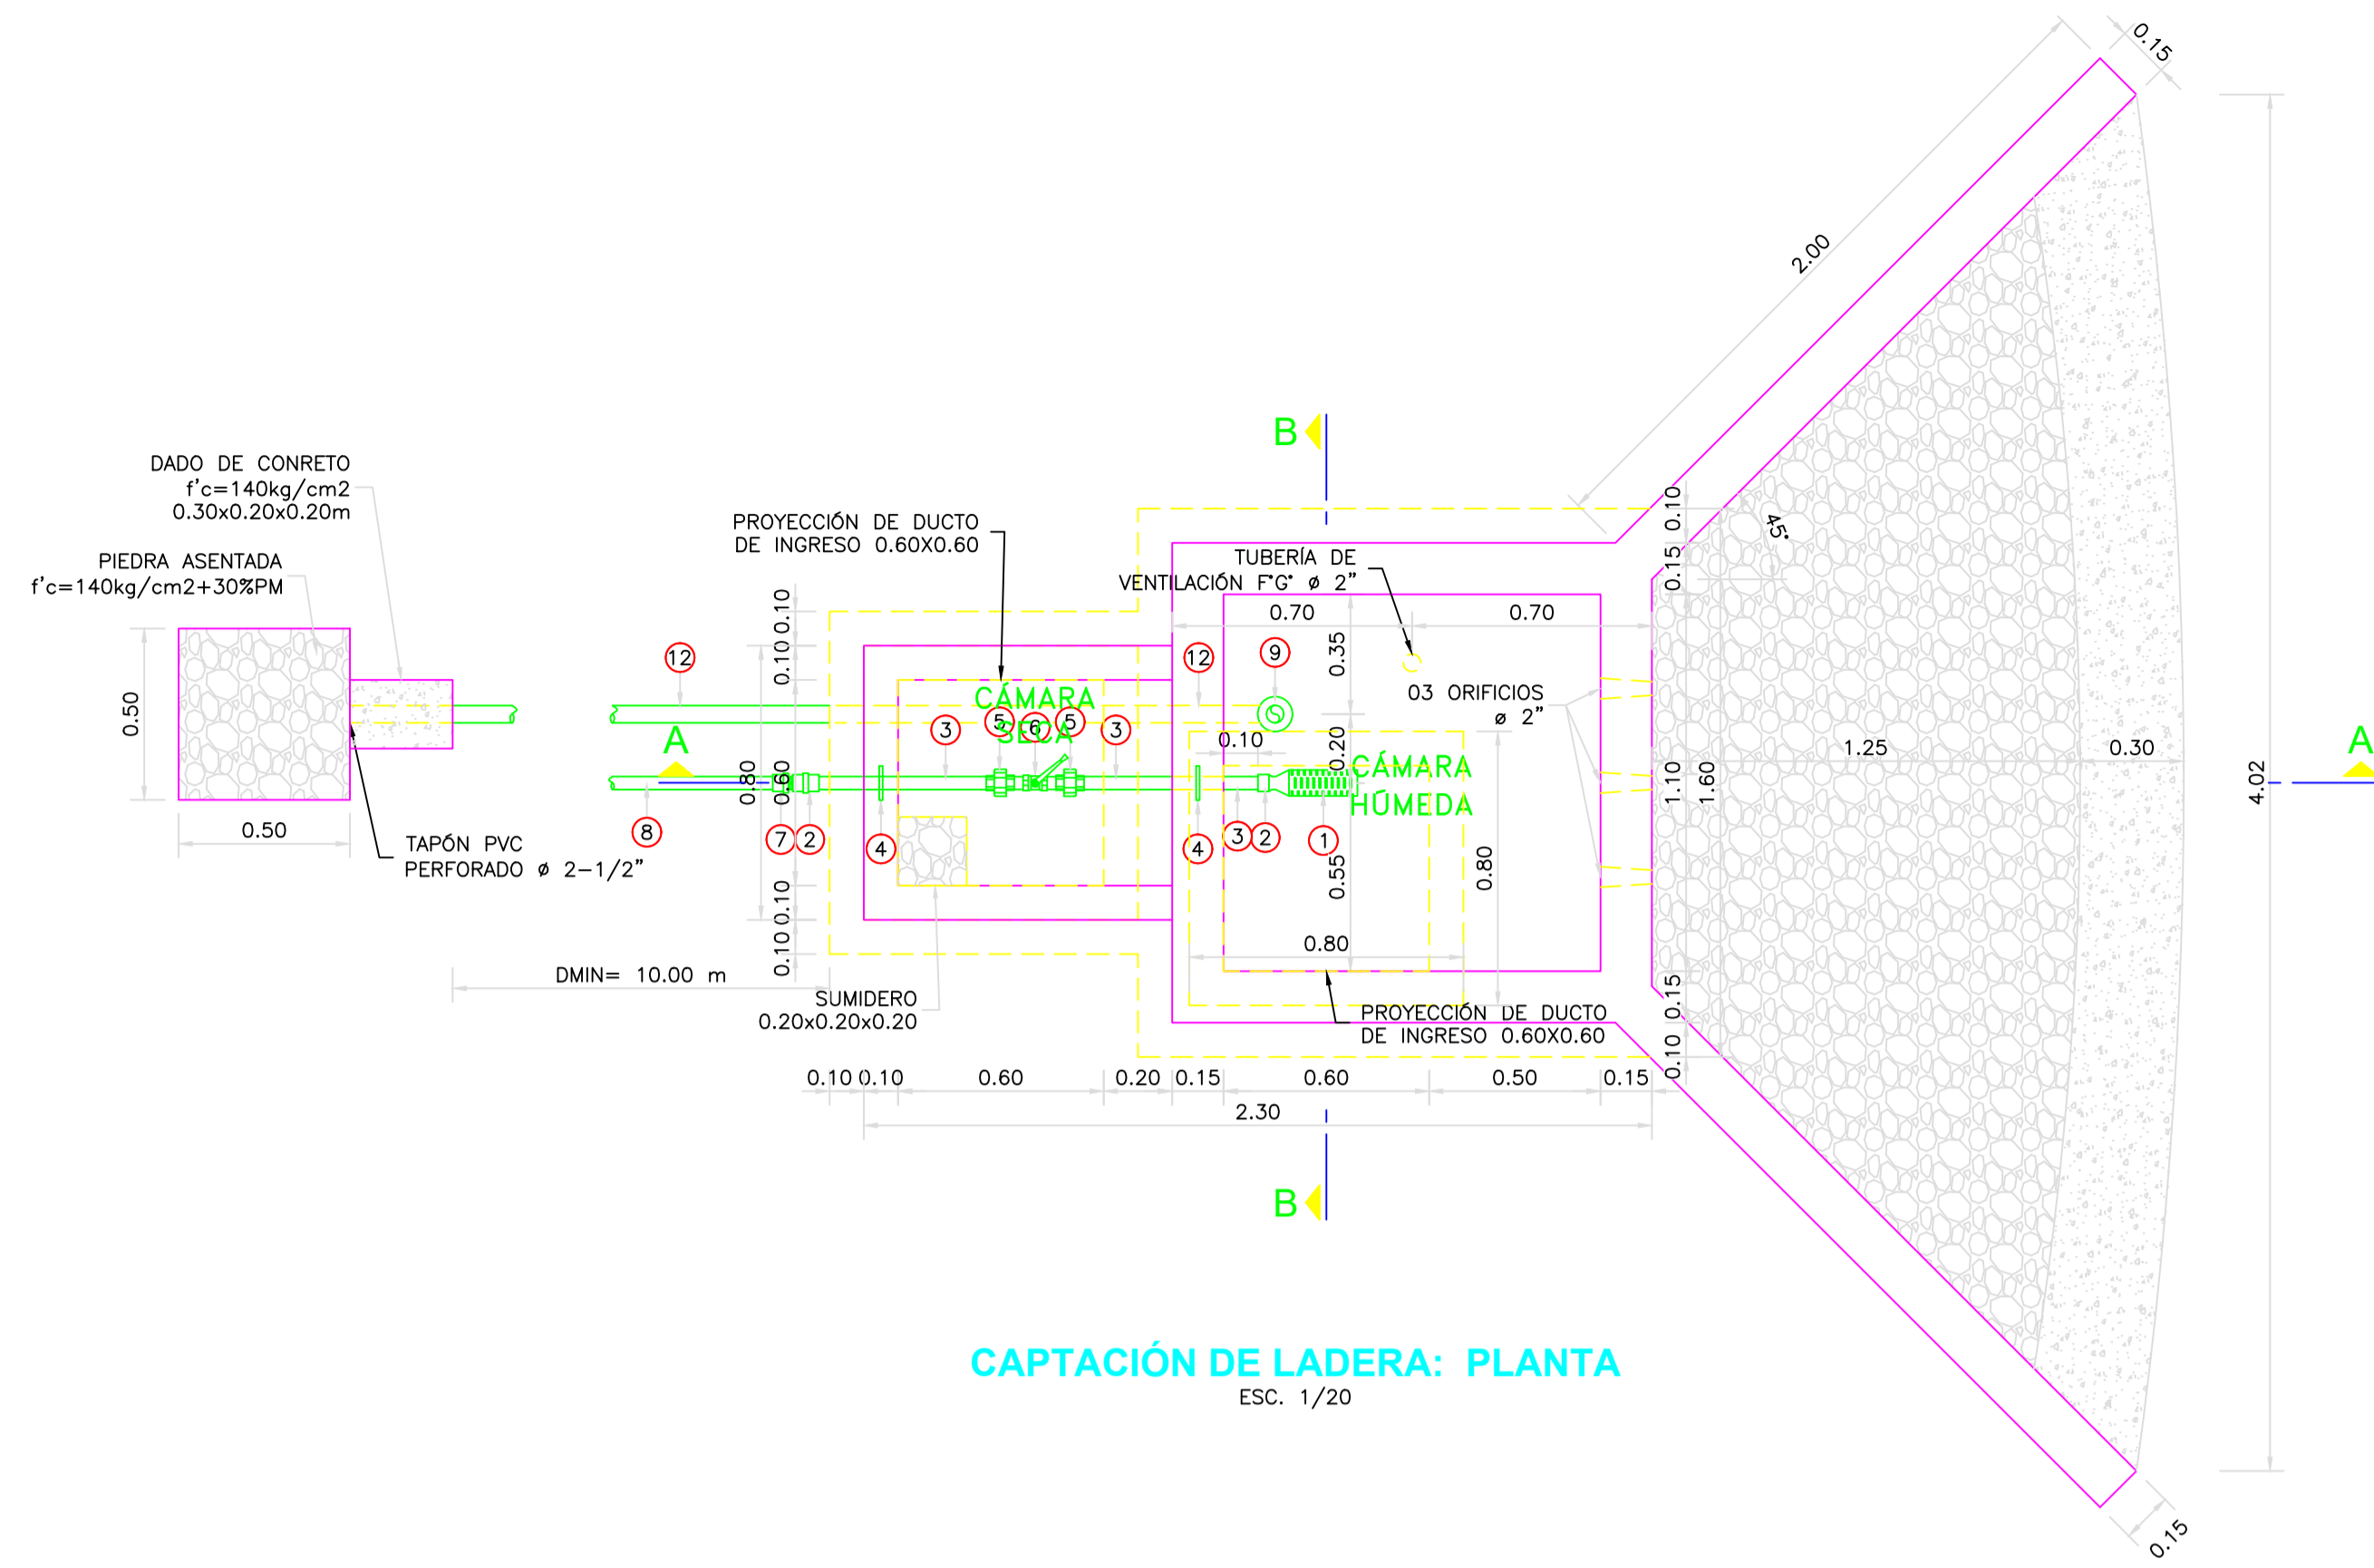 0.15
2.00
B
DADO DE CONRETO
f'c=140kg/cm2
0.30x0.20x0.20m
PIEDRA ASENTADA
f'c=140kg/cm2+30%PM
PROYECCIÓN DE DUCTO
DE INGRESO 0.60X0.60
TUBERÍA DE
VENTILACIÓN F°G° ø 2"
0.10
0.15
45°
0.10
0.10
0.70
0.70
0.35
12
12
9
CÁMARA
SECA
03 ORIFICIOS
ø 2"
3
5
6
5
3
0.50
A
0.10
0.20
CÁMARA
HÚMEDA
0.80
0.60
1.10
1.60
1.25
0.30
4.02
A
0.50
8
7
2
4
4
3
2
1
0.55
0.80
TAPÓN PVC
PERFORADO ø 2-1/2"
0.10
0.10
0.80
DMIN= 10.00 m
SUMIDERO
0.20x0.20x0.20
PROYECCIÓN DE DUCTO
DE INGRESO 0.60X0.60
0.15
0.10
0.10 0.10 0.60 0.20 0.15 0.60 0.50 0.15
2.30
B
CAPTACIÓN DE LADERA: PLANTA
ESC. 1/20
0.15